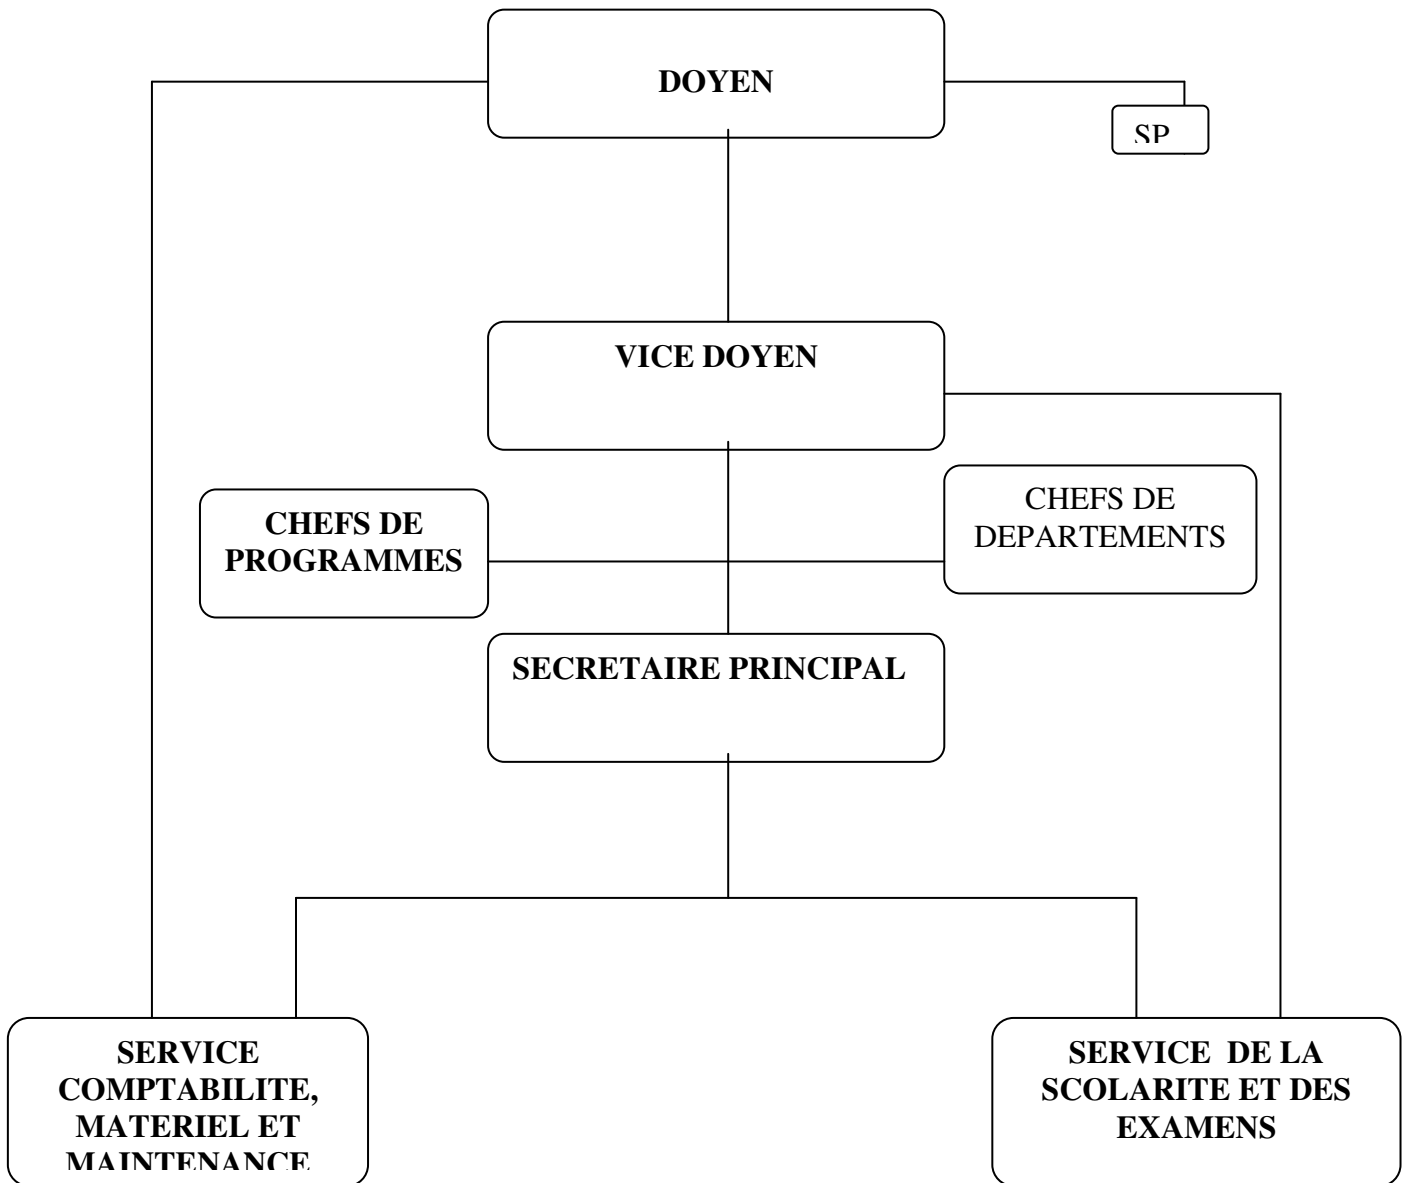 DOYEN
SP
VICE DOYEN
CHEFS DE
DEPARTEMENTS
CHEFS DE
PROGRAMMES
SECRETAIRE PRINCIPAL
SERVICE
COMPTABILITE,
MATERIEL ET
MAINTENANCE
SERVICE DE LA
SCOLARITE ET DES
EXAMENS